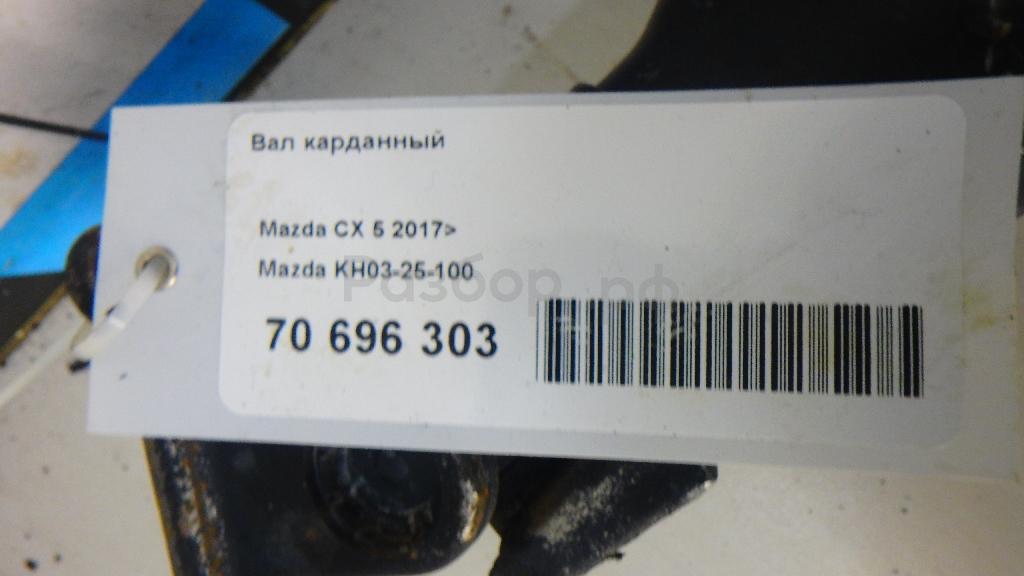 Вал карданный
Mazda CX 5 2017>
Mazda KH03-25-100
Разбор.рф
70 696 303